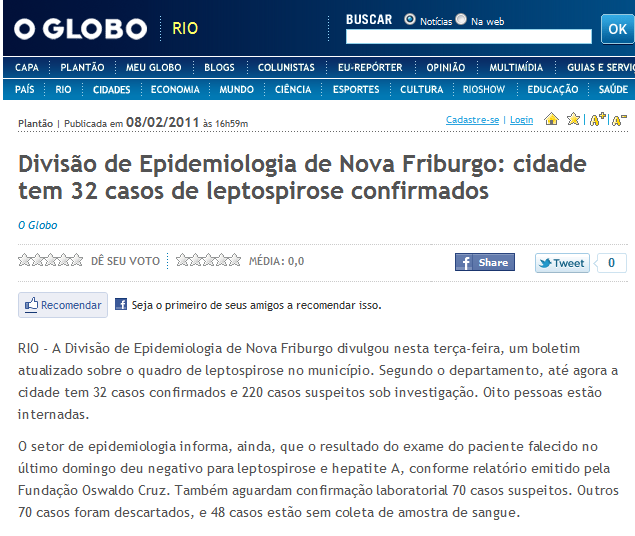 O GLOBO RIO BUSCAR Notícias Na web OK
CAPA PLANTÃO MEU GLOBO BLOGS COLUNISTAS EU-REPÓRTER OPINIÃO MULTIMÍDIA GUIAS E SERVI
PAÍS RIO CIDADES ECONOMIA MUNDO CIÊNCIA ESPORTES CULTURA RIOSHOW EDUCAÇÃO SAÚDE
Plantão | Publicada em 08/02/2011 às 16h59m Cadastre-se | Login A+ A-
Divisão de Epidemiologia de Nova Friburgo: cidade
tem 32 casos de leptospirose confirmados
O Globo
DÊ SEU VOTO MÉDIA: 0,0 Share Tweet 0
Recomendar Seja o primeiro de seus amigos a recomendar isso.
RIO - A Divisão de Epidemiologia de Nova Friburgo divulgou nesta terça-feira, um boletim
atualizado sobre o quadro de leptospirose no município. Segundo o departamento, até agora a
cidade tem 32 casos confirmados e 220 casos suspeitos sob investigação. Oito pessoas estão
internadas.
O setor de epidemiologia informa, ainda, que o resultado do exame do paciente falecido no
último domingo deu negativo para leptospirose e hepatite A, conforme relatório emitido pela
Fundação Oswaldo Cruz. Também aguardam confirmação laboratorial 70 casos suspeitos. Outros
70 casos foram descartados, e 48 casos estão sem coleta de amostra de sangue.